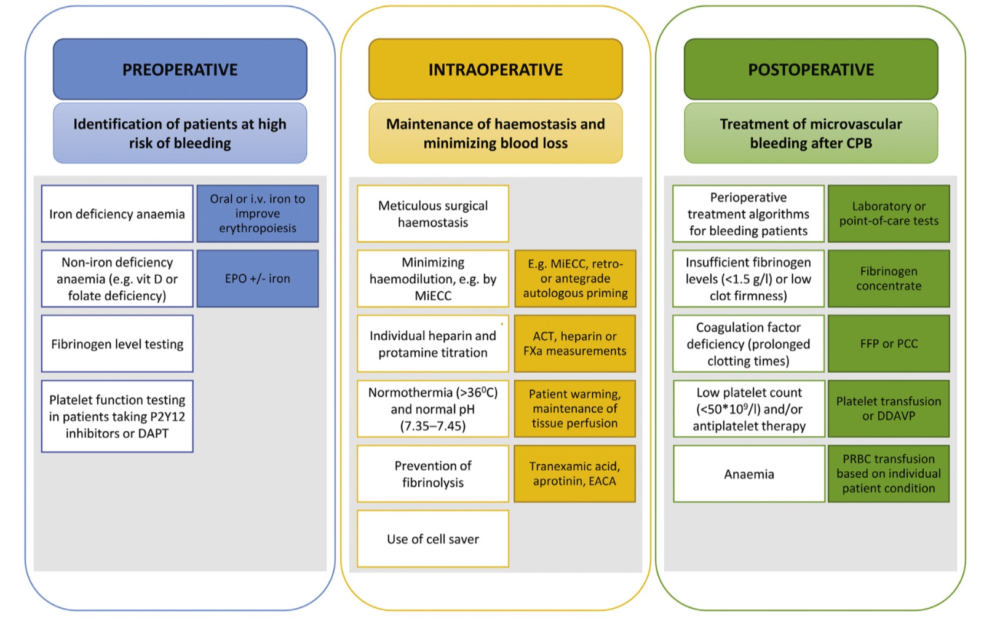 PREOPERATIVE
Identification of patients at high
risk of bleeding
Iron deficiency anaemia
Oral or i.v. iron to
improve
erythropoiesis
Non-iron deficiency
anaemia (e.g. vit D or
folate deficiency)
EPO +/- iron
Fibrinogen level testing
Platelet function testing
in patients taking P2Y12
inhibitors or DAPT
INTRAOPERATIVE
Maintenance of haemostasis and
minimizing blood loss
Meticulous surgical
haemostasis
Minimizing
haemodilution, e.g. by
MiECC
E.g. MiECC, retro-
or antegrade
autologous priming
Individual heparin and
protamine titration
ACT, heparin or
FXa measurements
Normothermia (>36⁰C)
and normal pH
(7.35–7.45)
Patient warming,
maintenance of
tissue perfusion
Prevention of
fibrinolysis
Tranexamic acid,
aprotinin, EACA
Use of cell saver
POSTOPERATIVE
Treatment of microvascular
bleeding after CPB
Perioperative
treatment algorithms
for bleeding patients
Laboratory or
point-of-care tests
Insufficient fibrinogen
levels (<1.5 g/l) or low
clot firmness)
Fibrinogen
concentrate
Coagulation factor
deficiency (prolonged
clotting times)
FFP or PCC
Low platelet count
(<50*10⁹/l) and/or
antiplatelet therapy
Platelet transfusion
or DDAVP
Anaemia
PRBC transfusion
based on individual
patient condition